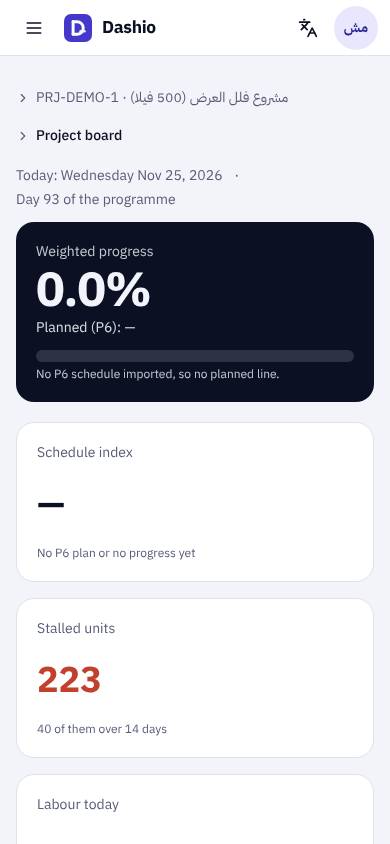 Dashio
مش
PRJ-DEMO-1 · مشروع فلل العرض (500 فيلا)
Project board
Today: Wednesday Nov 25, 2026 ·
Day 93 of the programme
Weighted progress
0.0%
Planned (P6): —
No P6 schedule imported, so no planned line.
Schedule index
—
No P6 plan or no progress yet
Stalled units
223
40 of them over 14 days
Labour today